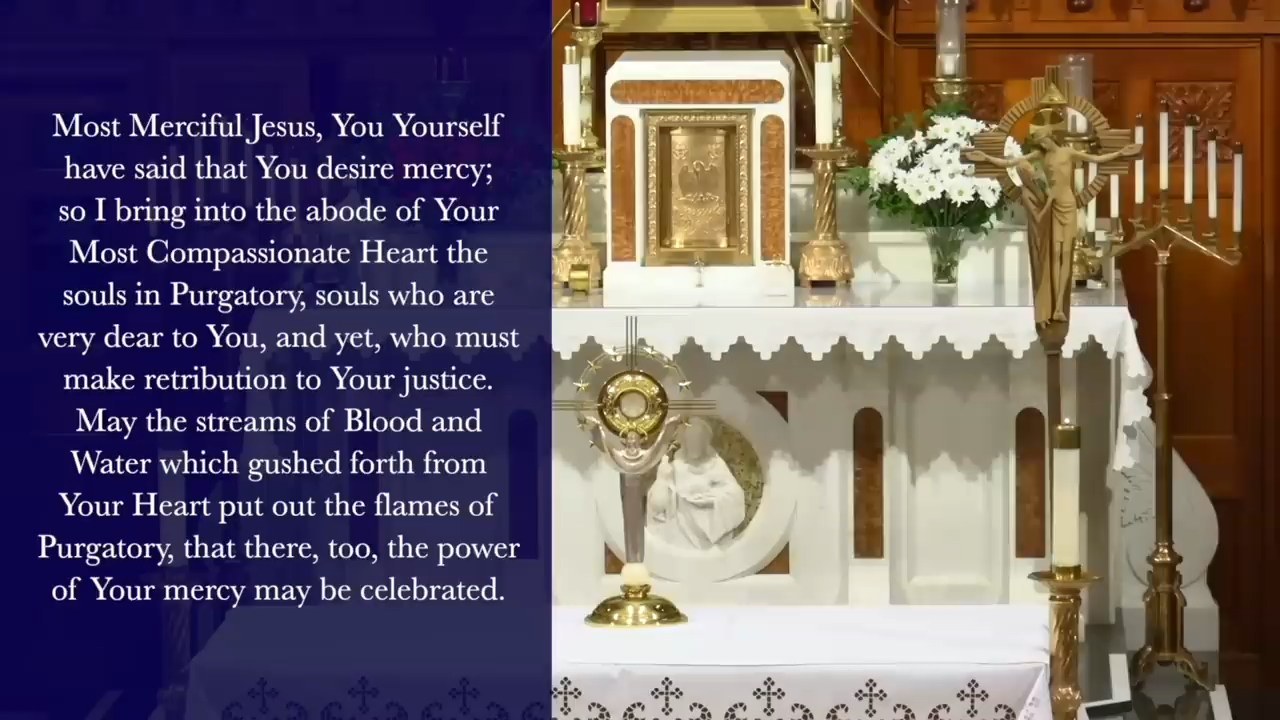 Most Merciful Jesus, You Yourself
have said that You desire mercy;
so I bring into the abode of Your
Most Compassionate Heart the
souls in Purgatory, souls who are
very dear to You, and yet, who must
make retribution to Your justice.
May the streams of Blood and
Water which gushed forth from
Your Heart put out the flames of
Purgatory, that there, too, the power
of Your mercy may be celebrated.